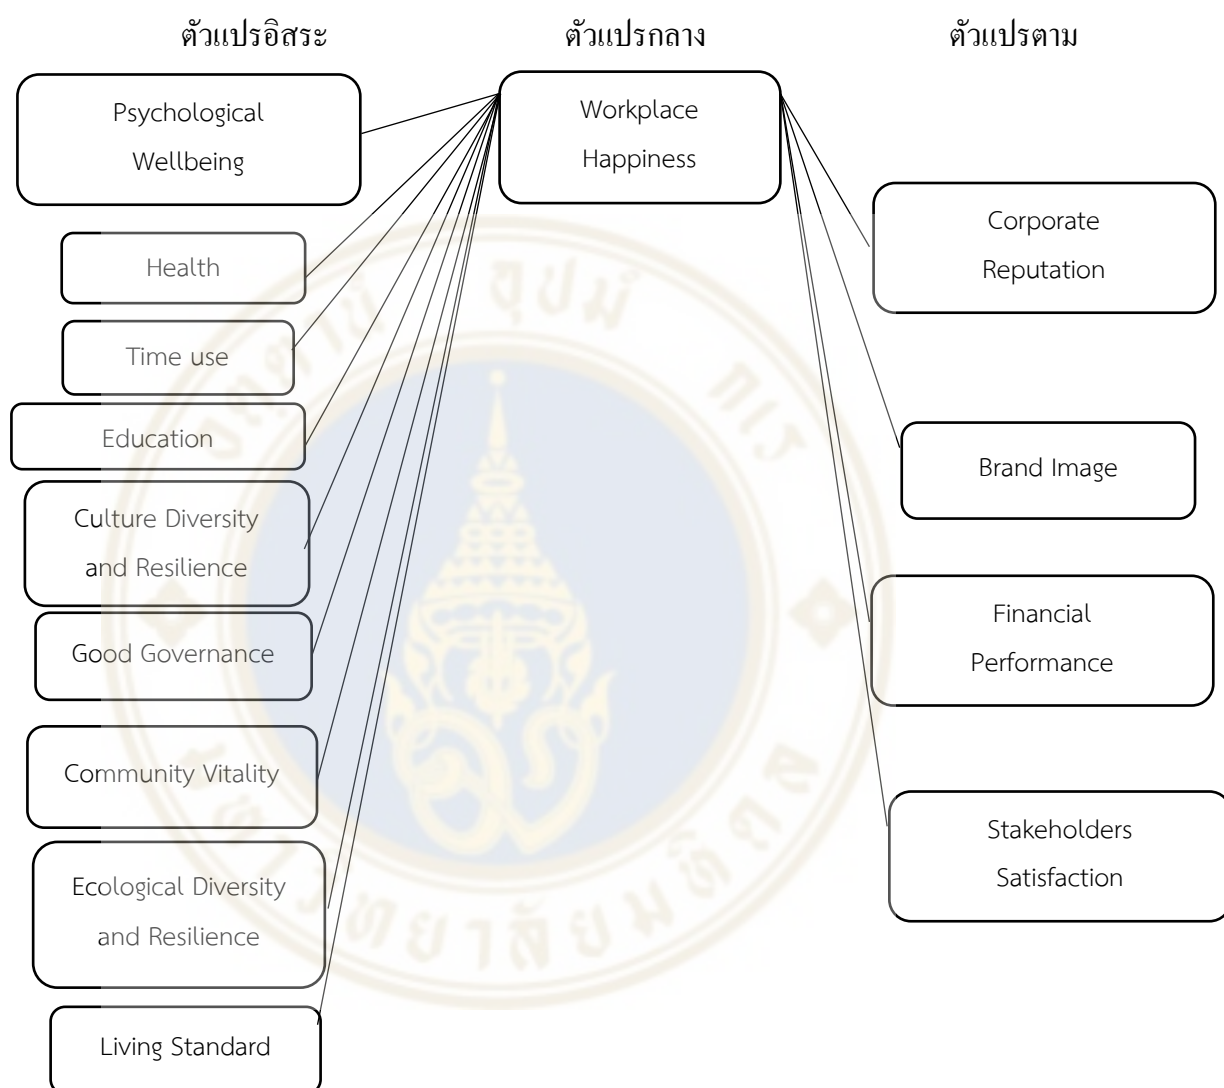 ตัวแปรอิสระ
ตัวแปรกลาง
ตัวแปรตาม
Psychological
Wellbeing
Health
Time use
Education
Culture Diversity
and Resilience
Good Governance
Community Vitality
Ecological Diversity
and Resilience
Living Standard
Workplace
Happiness
Corporate
Reputation
Brand Image
Financial
Performance
Stakeholders
Satisfaction